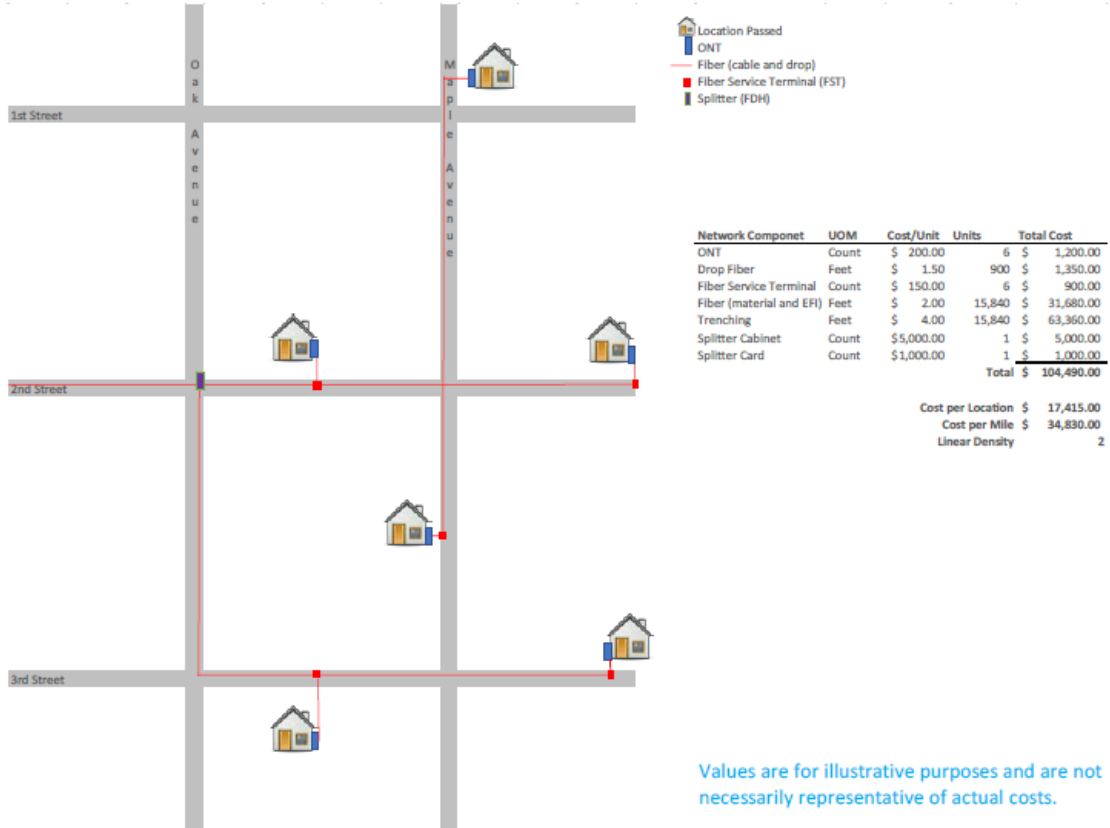 Location Passed
ONT
Fiber (cable and drop)
Fiber Service Terminal (FST)
Splitter (FDH)
Oak Avenue
Maple Avenue
1st Street
2nd Street
3rd Street
Network Componet UOM Cost/Unit Units Total Cost
ONT Count $ 200.00 6 $ 1,200.00
Drop Fiber Feet $ 1.50 900 $ 1,350.00
Fiber Service Terminal Count $ 150.00 6 $ 900.00
Fiber (material and EFI) Feet $ 2.00 15,840 $ 31,680.00
Trenching Feet $ 4.00 15,840 $ 63,360.00
Splitter Cabinet Count $5,000.00 1 $ 5,000.00
Splitter Card Count $1,000.00 1 $ 1,000.00
Total $ 104,490.00
Cost per Location $ 17,415.00
Cost per Mile $ 34,830.00
Linear Density 2
Values are for illustrative purposes and are not
necessarily representative of actual costs.